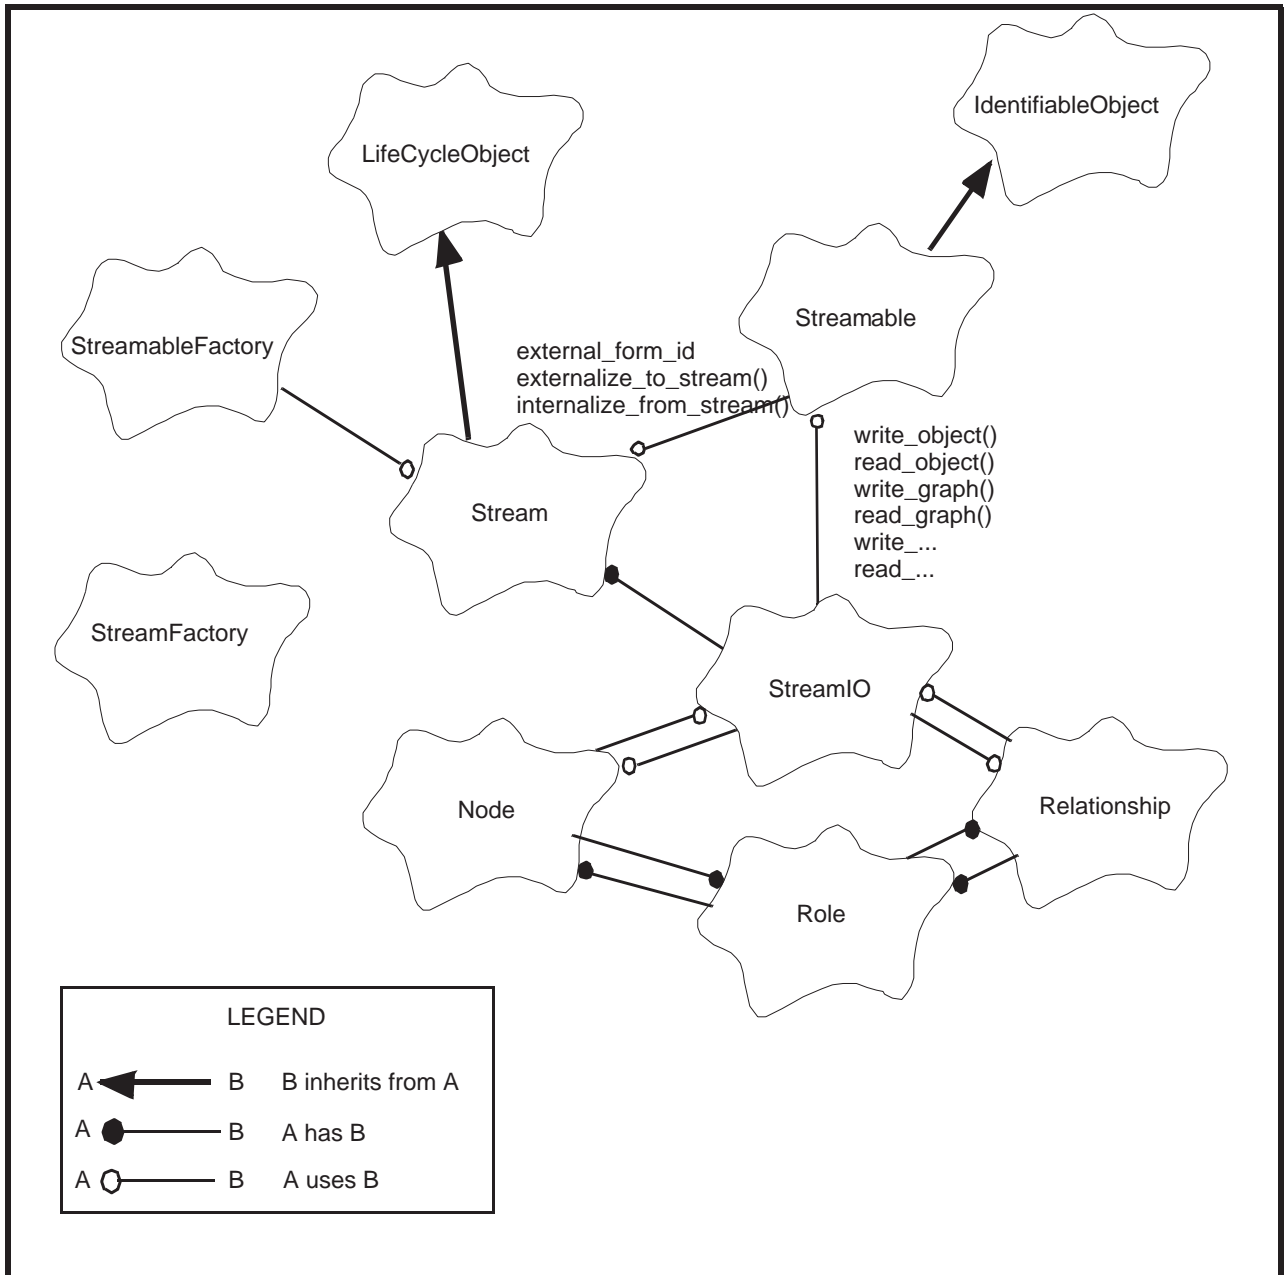 IdentifiableObject
LifeCycleObject
Streamable
StreamableFactory
external_form_id
externalize_to_stream()
internalize_from_stream()
write_object()
read_object()
write_graph()
read_graph()
write_...
read_...
Stream
StreamFactory
StreamIO
Node
Relationship
Role
LEGEND
A B B inherits from A
A B A has B
A B A uses B